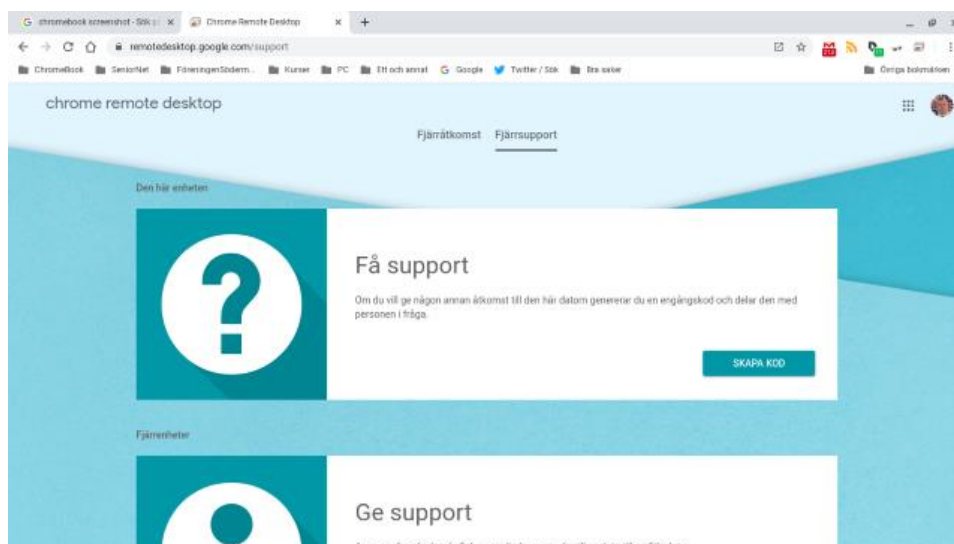 chromebook screenshot - Sök p
Chrome Remote Desktop
remotedesktop.google.com/support
ChromeBook SeniorNet FöreningenSöderm... Kurser PC Ett och annat Google Twitter / Sök Bra saker Övriga bokmärken
chrome remote desktop
Fjärråtkomst Fjärrsupport
Den här enheten
Få support
Om du vill ge någon annan åtkomst till den här datorn genererar du en engångskod och delar den med
personen i fråga.
SKAPA KOD
Fjärrenheter
Ge support